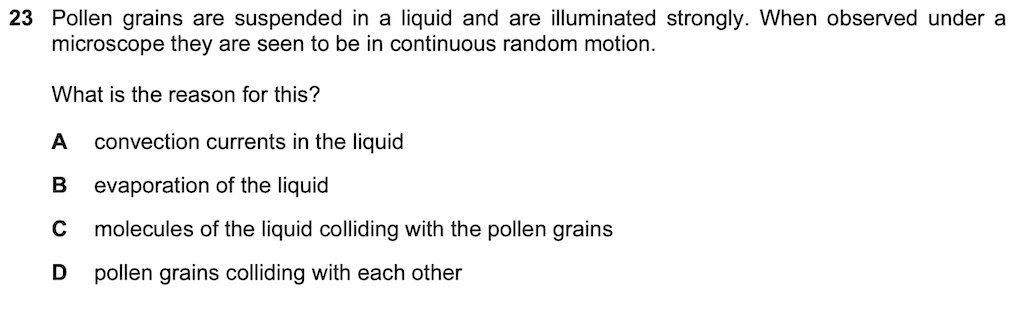 23 Pollen grains are suspended in a liquid and are illuminated strongly. When observed under a
microscope they are seen to be in continuous random motion.
What is the reason for this?
A convection currents in the liquid
B evaporation of the liquid
C molecules of the liquid colliding with the pollen grains
D pollen grains colliding with each other